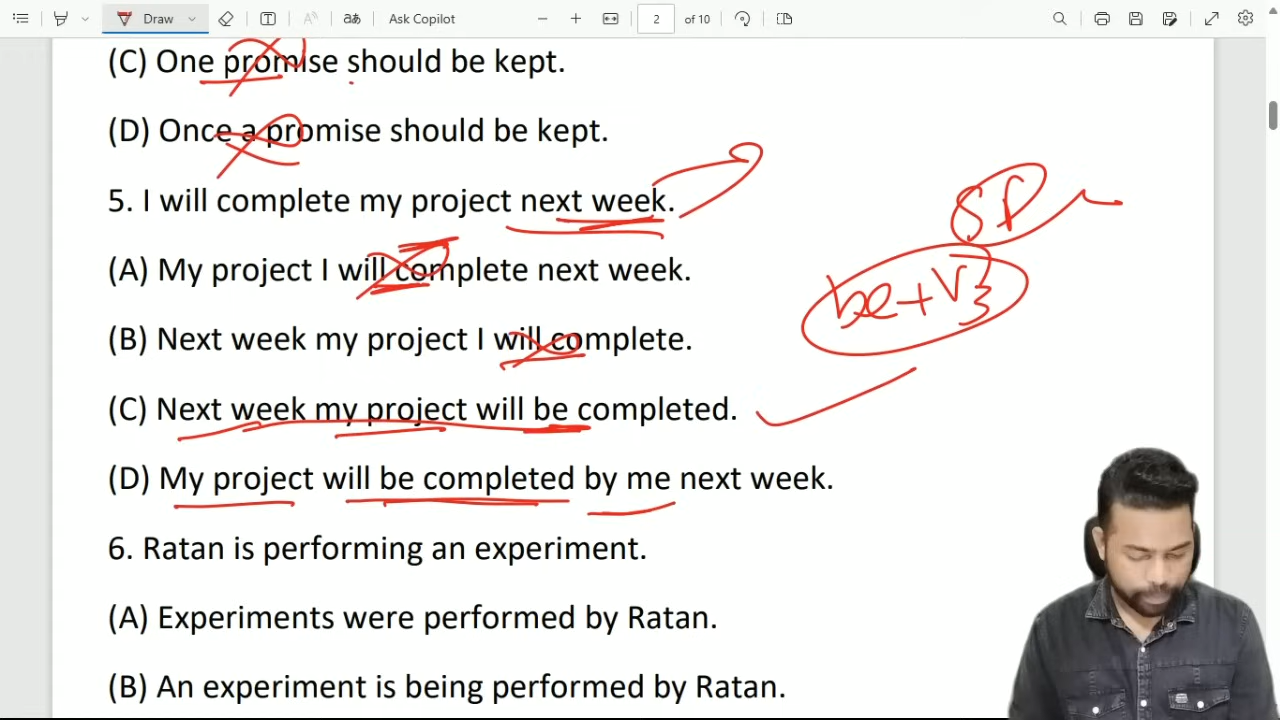 Draw
Ask Copilot
2 of 10
(C) One promise should be kept.
(D) Once a promise should be kept.
5. I will complete my project next week.
SP
(A) My project I will complete next week.
be+V3
(B) Next week my project I will complete.
(C) Next week my project will be completed.
(D) My project will be completed by me next week.
6. Ratan is performing an experiment.
(A) Experiments were performed by Ratan.
(B) An experiment is being performed by Ratan.